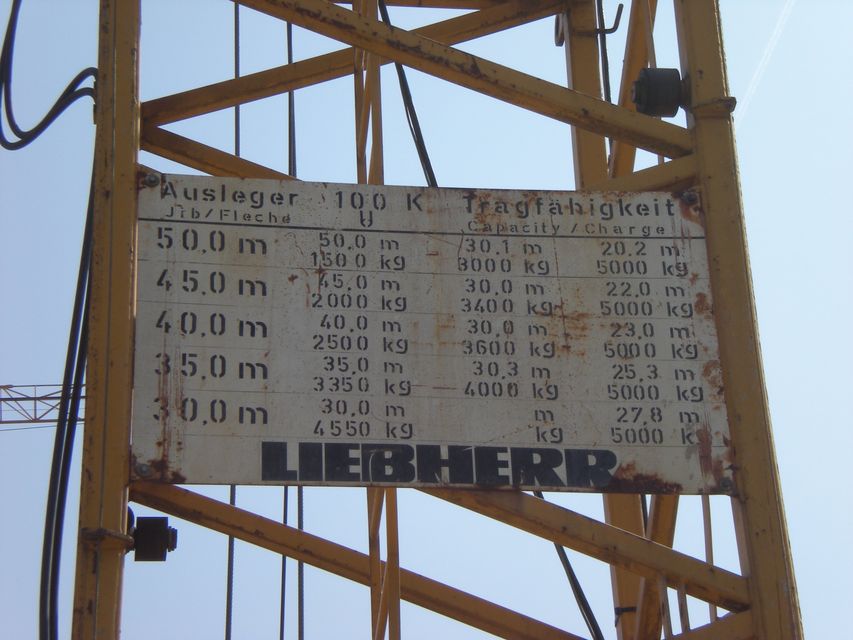 Ausleger 100 K Tragfähigkeit
Jib/Fleche U Capacity/Charge
50,0 m 50,0 m 30,1 m 20,2 m
1500 kg 3000 kg 5000 kg
45,0 m 45,0 m 30,0 m 22,0 m
2000 kg 3400 kg 5000 kg
40,0 m 40,0 m 30,0 m 23,0 m
2500 kg 3600 kg 5000 kg
35,0 m 35,0 m 30,3 m 25,3 m
3350 kg 4000 kg 5000 kg
30,0 m 30,0 m m 27,8 m
4550 kg kg 5000 k
LIEBHERR